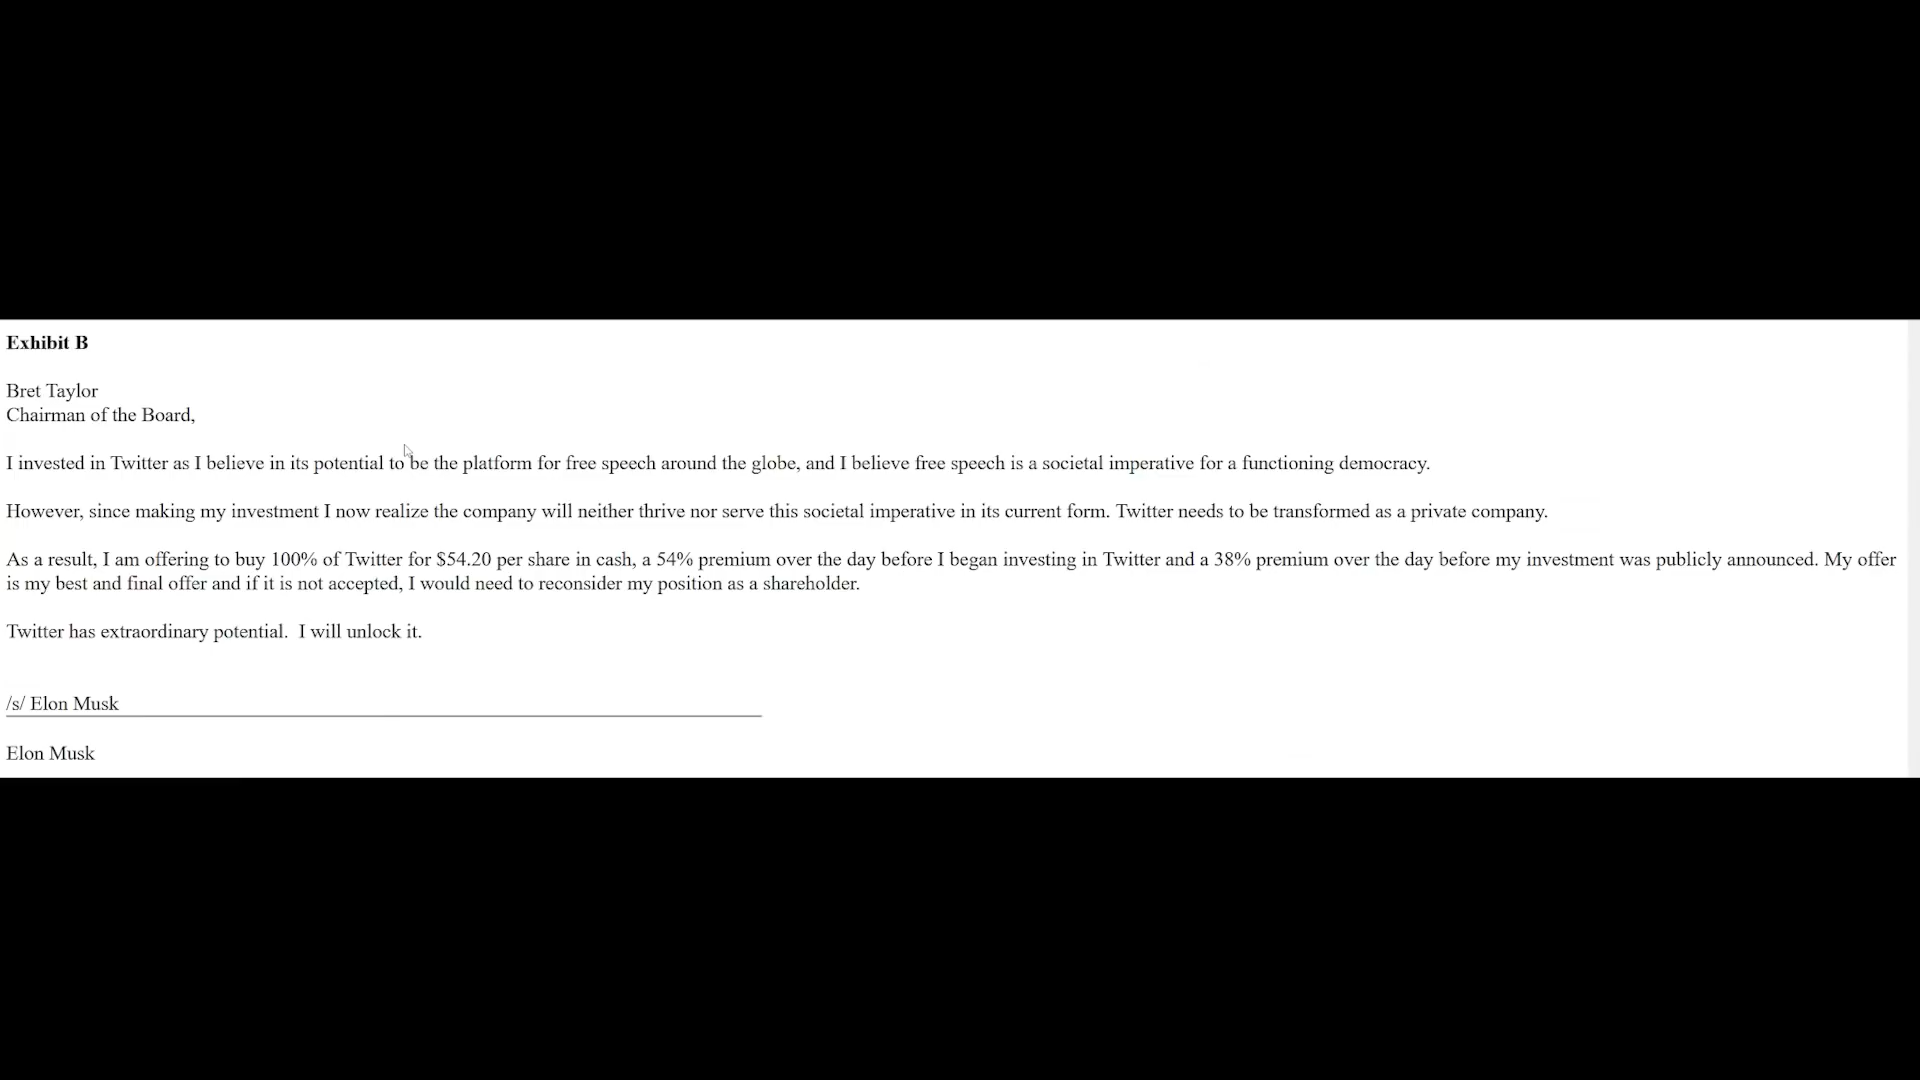 Exhibit B
Bret Taylor
Chairman of the Board,
I invested in Twitter as I believe in its potential to be the platform for free speech around the globe, and I believe free speech is a societal imperative for a functioning democracy.
However, since making my investment I now realize the company will neither thrive nor serve this societal imperative in its current form. Twitter needs to be transformed as a private company.
As a result, I am offering to buy 100% of Twitter for $54.20 per share in cash, a 54% premium over the day before I began investing in Twitter and a 38% premium over the day before my investment was publicly announced. My offer
is my best and final offer and if it is not accepted, I would need to reconsider my position as a shareholder.
Twitter has extraordinary potential.  I will unlock it.
/s/ Elon Musk
Elon Musk